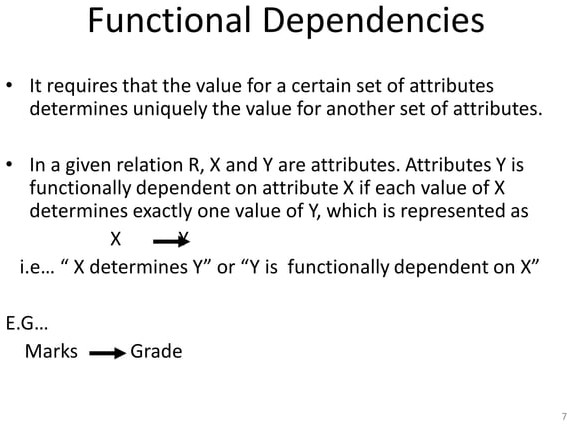 Functional Dependencies
• It requires that the value for a certain set of attributes
determines uniquely the value for another set of attributes.
• In a given relation R, X and Y are attributes. Attributes Y is
functionally dependent on attribute X if each value of X
determines exactly one value of Y, which is represented as
X → Y
i.e… “ X determines Y” or “Y is functionally dependent on X”
E.G…
Marks → Grade
7